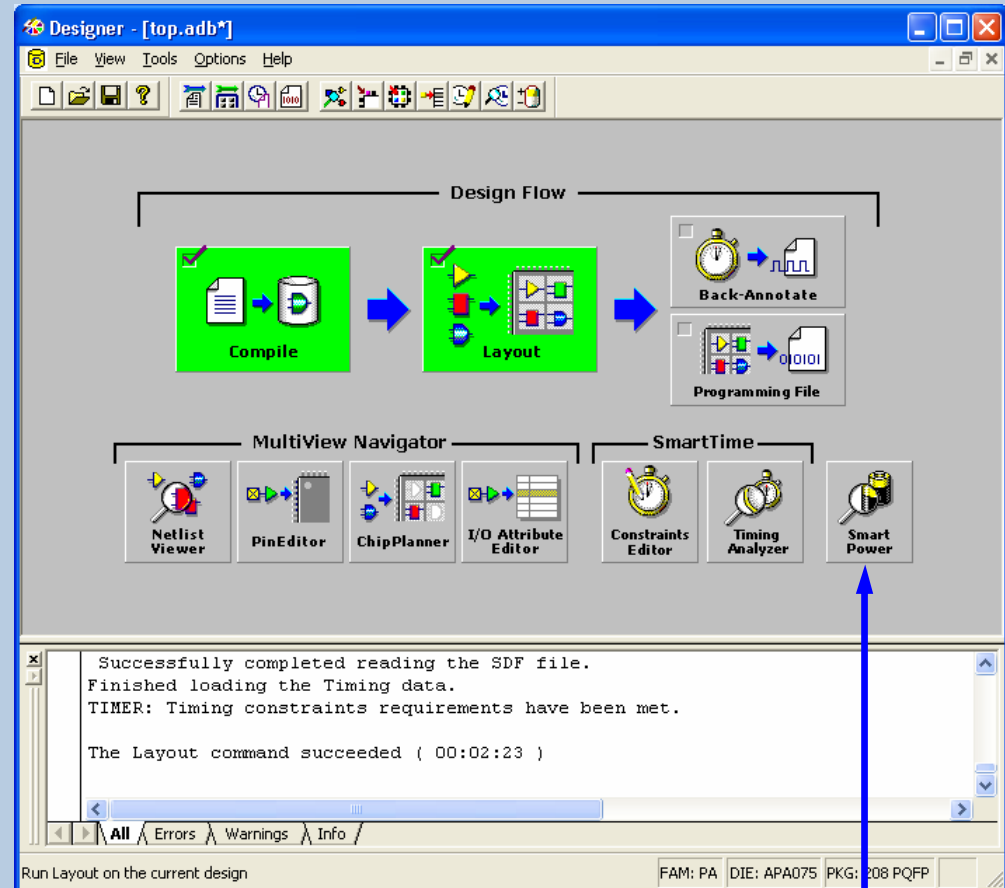 Designer - [top.adb*]
File View Tools Options Help
Design Flow
Compile
Layout
Back-Annotate
010101
Programming File
MultiView Navigator
SmartTime
Netlist
Viewer
PinEditor
ChipPlanner
I/O Attribute
Editor
Constraints
Editor
Timing
Analyzer
Smart
Power
Successfully completed reading the SDF file.
Finished loading the Timing data.
TIMER: Timing constraints requirements have been met.
The Layout command succeeded ( 00:02:23 )
All Errors Warnings Info
Run Layout on the current design
FAM: PA DIE: APA075 PKG: 208 PQFP